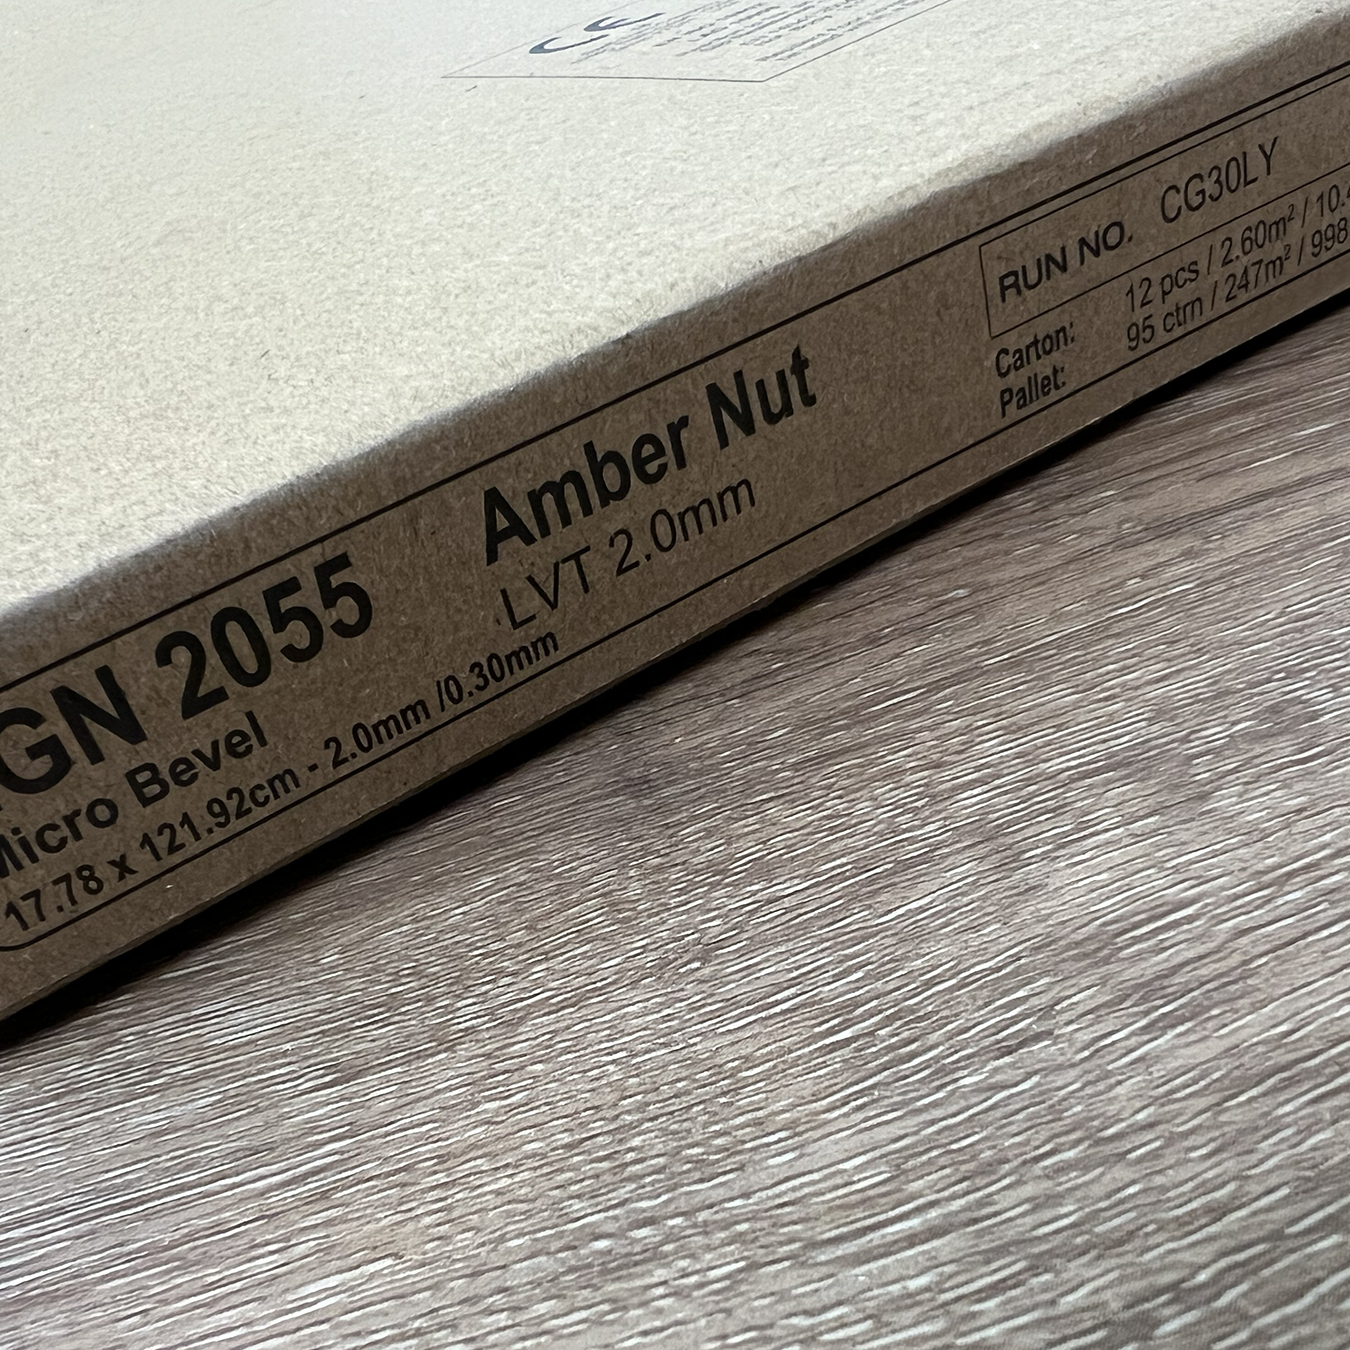 CE
GN 2055
Micro Bevel
17.78 x 121.92cm - 2.0mm /0.30mm
Amber Nut
LVT 2.0mm
RUN NO. CG30LY
Carton: 12 pcs / 2.60m² / 10.4
Pallet: 95 ctrn / 247m² / 998